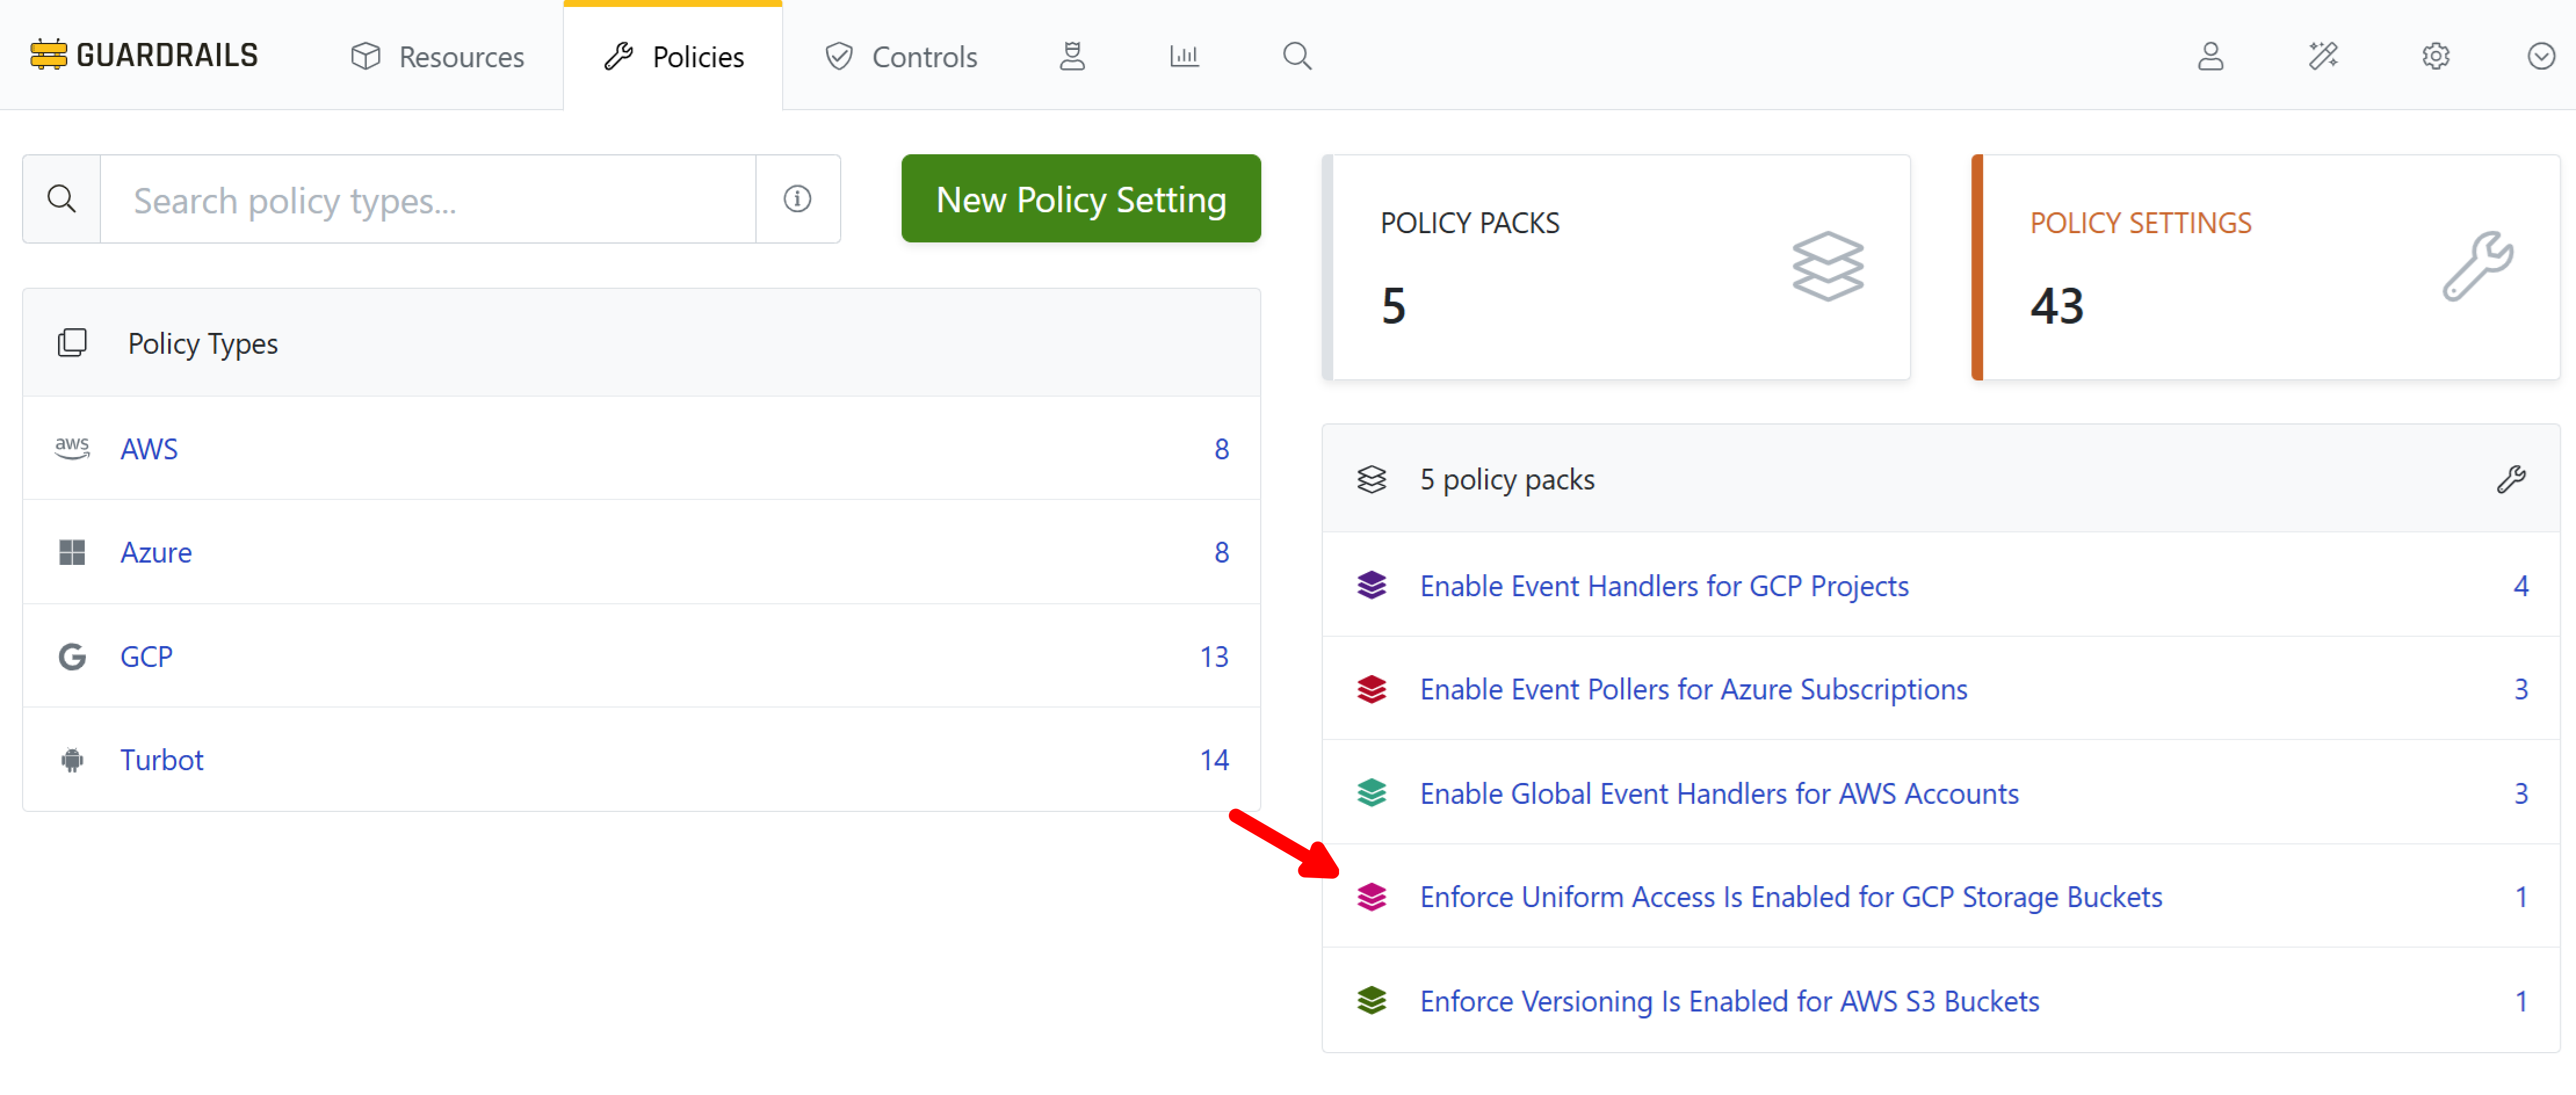 GUARDRAILS
Resources
Policies
Controls
Search policy types...
New Policy Setting
Policy Types
aws AWS 8
Azure 8
GCP 13
Turbot 14
POLICY PACKS
5
POLICY SETTINGS
43
5 policy packs
Enable Event Handlers for GCP Projects 4
Enable Event Pollers for Azure Subscriptions 3
Enable Global Event Handlers for AWS Accounts 3
Enforce Uniform Access Is Enabled for GCP Storage Buckets 1
Enforce Versioning Is Enabled for AWS S3 Buckets 1